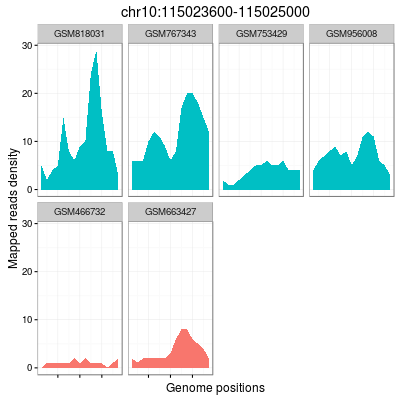 chr10:115023600-115025000
GSM818031 GSM767343 GSM753429 GSM956008
30
20
10
0
GSM466732 GSM663427
30
20
10
0
Mapped reads density
Genome positions